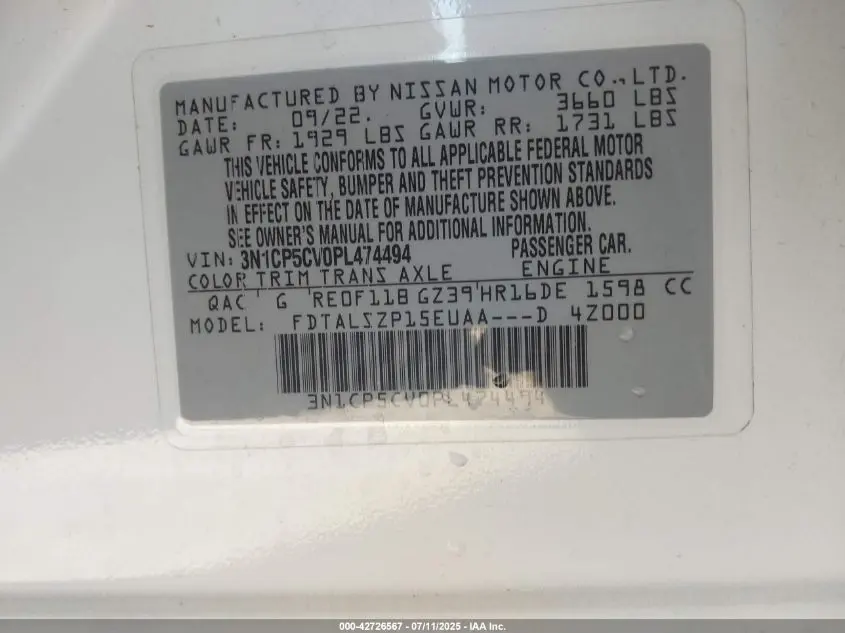 MANUFACTURED BY NISSAN MOTOR CO., LTD.
DATE: 09/22. GVWR: 3660 LBS
GAWR FR: 1929 LBS GAWR RR: 1731 LBS
THIS VEHICLE CONFORMS TO ALL APPLICABLE FEDERAL MOTOR
VEHICLE SAFETY, BUMPER AND THEFT PREVENTION STANDARDS
IN EFFECT ON THE DATE OF MANUFACTURE SHOWN ABOVE.
SEE OWNER'S MANUAL FOR ADDITIONAL INFORMATION.
VIN: 3N1CP5CV0PL474494 PASSENGER CAR.
COLOR TRIM TRANS AXLE ENGINE
QAC G RE0F11B GZ39 HR16DE 1598 CC
MODEL: FDTALSZP15EUAA---D 4Z000
3N1CP5CV0PL474494
000-42726567 - 07/11/2025 - IAA Inc.